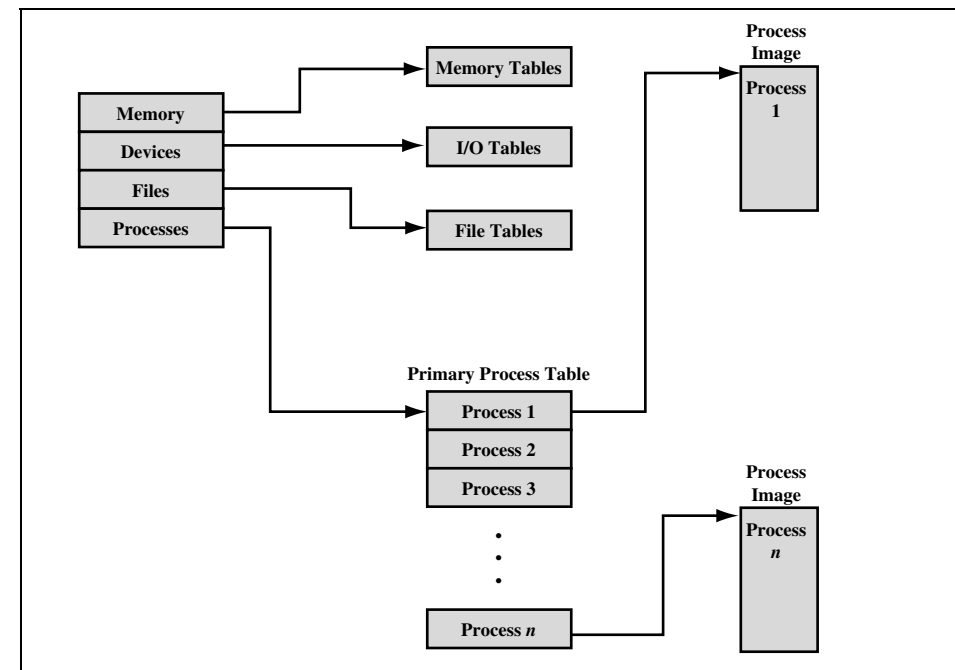 Memory
Devices
Files
Processes
Memory Tables
I/O Tables
File Tables
Primary Process Table
Process 1
Process 2
Process 3
Process n
Process
Image
Process
1
Process
Image
Process
n